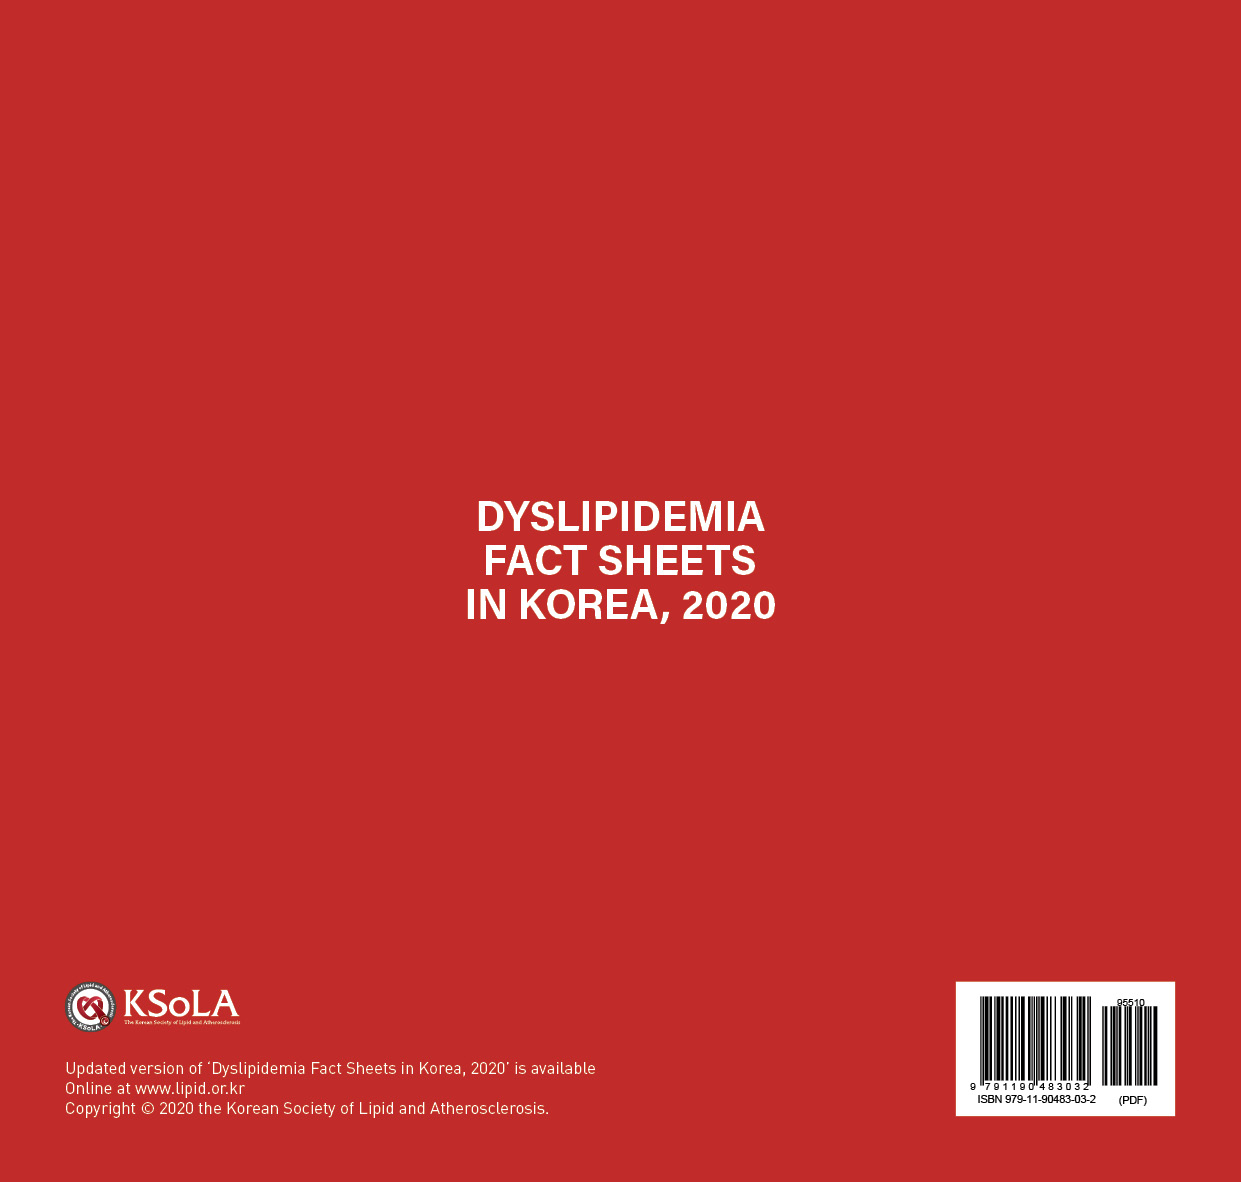 DYSLIPIDEMIA
FACT SHEETS
IN KOREA, 2020
KSoLA
The Korean Society of Lipid and Atherosclerosis
Updated version of ‘Dyslipidemia Fact Sheets in Korea, 2020’ is available
Online at www.lipid.or.kr
Copyright © 2020 the Korean Society of Lipid and Atherosclerosis.
95510
9 791190 483032
ISBN 979-11-90483-03-2
(PDF)